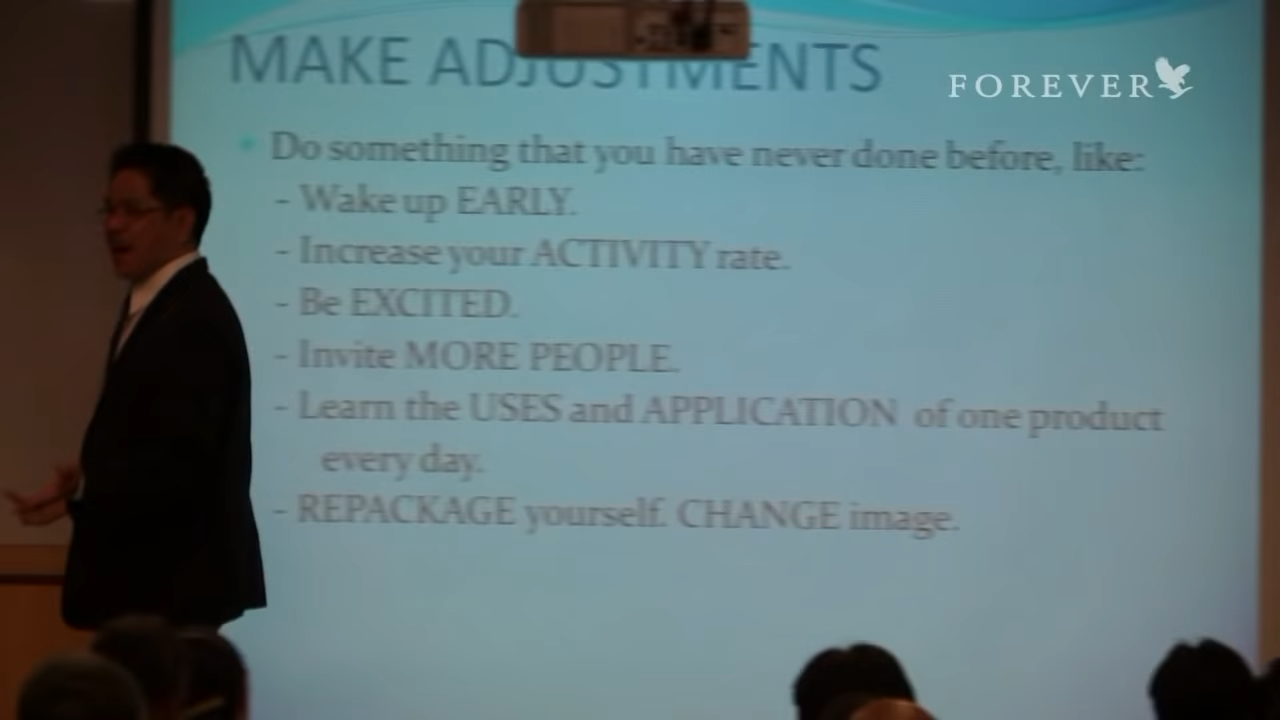 MAKE ADJUSTMENTS
FOREVER
Do something that you have never done before, like:
- Wake up EARLY.
- Increase your ACTIVITY rate.
- Be EXCITED.
- Invite MORE PEOPLE.
- Learn the USES and APPLICATION of one product
every day.
- REPACKAGE yourself. CHANGE image.